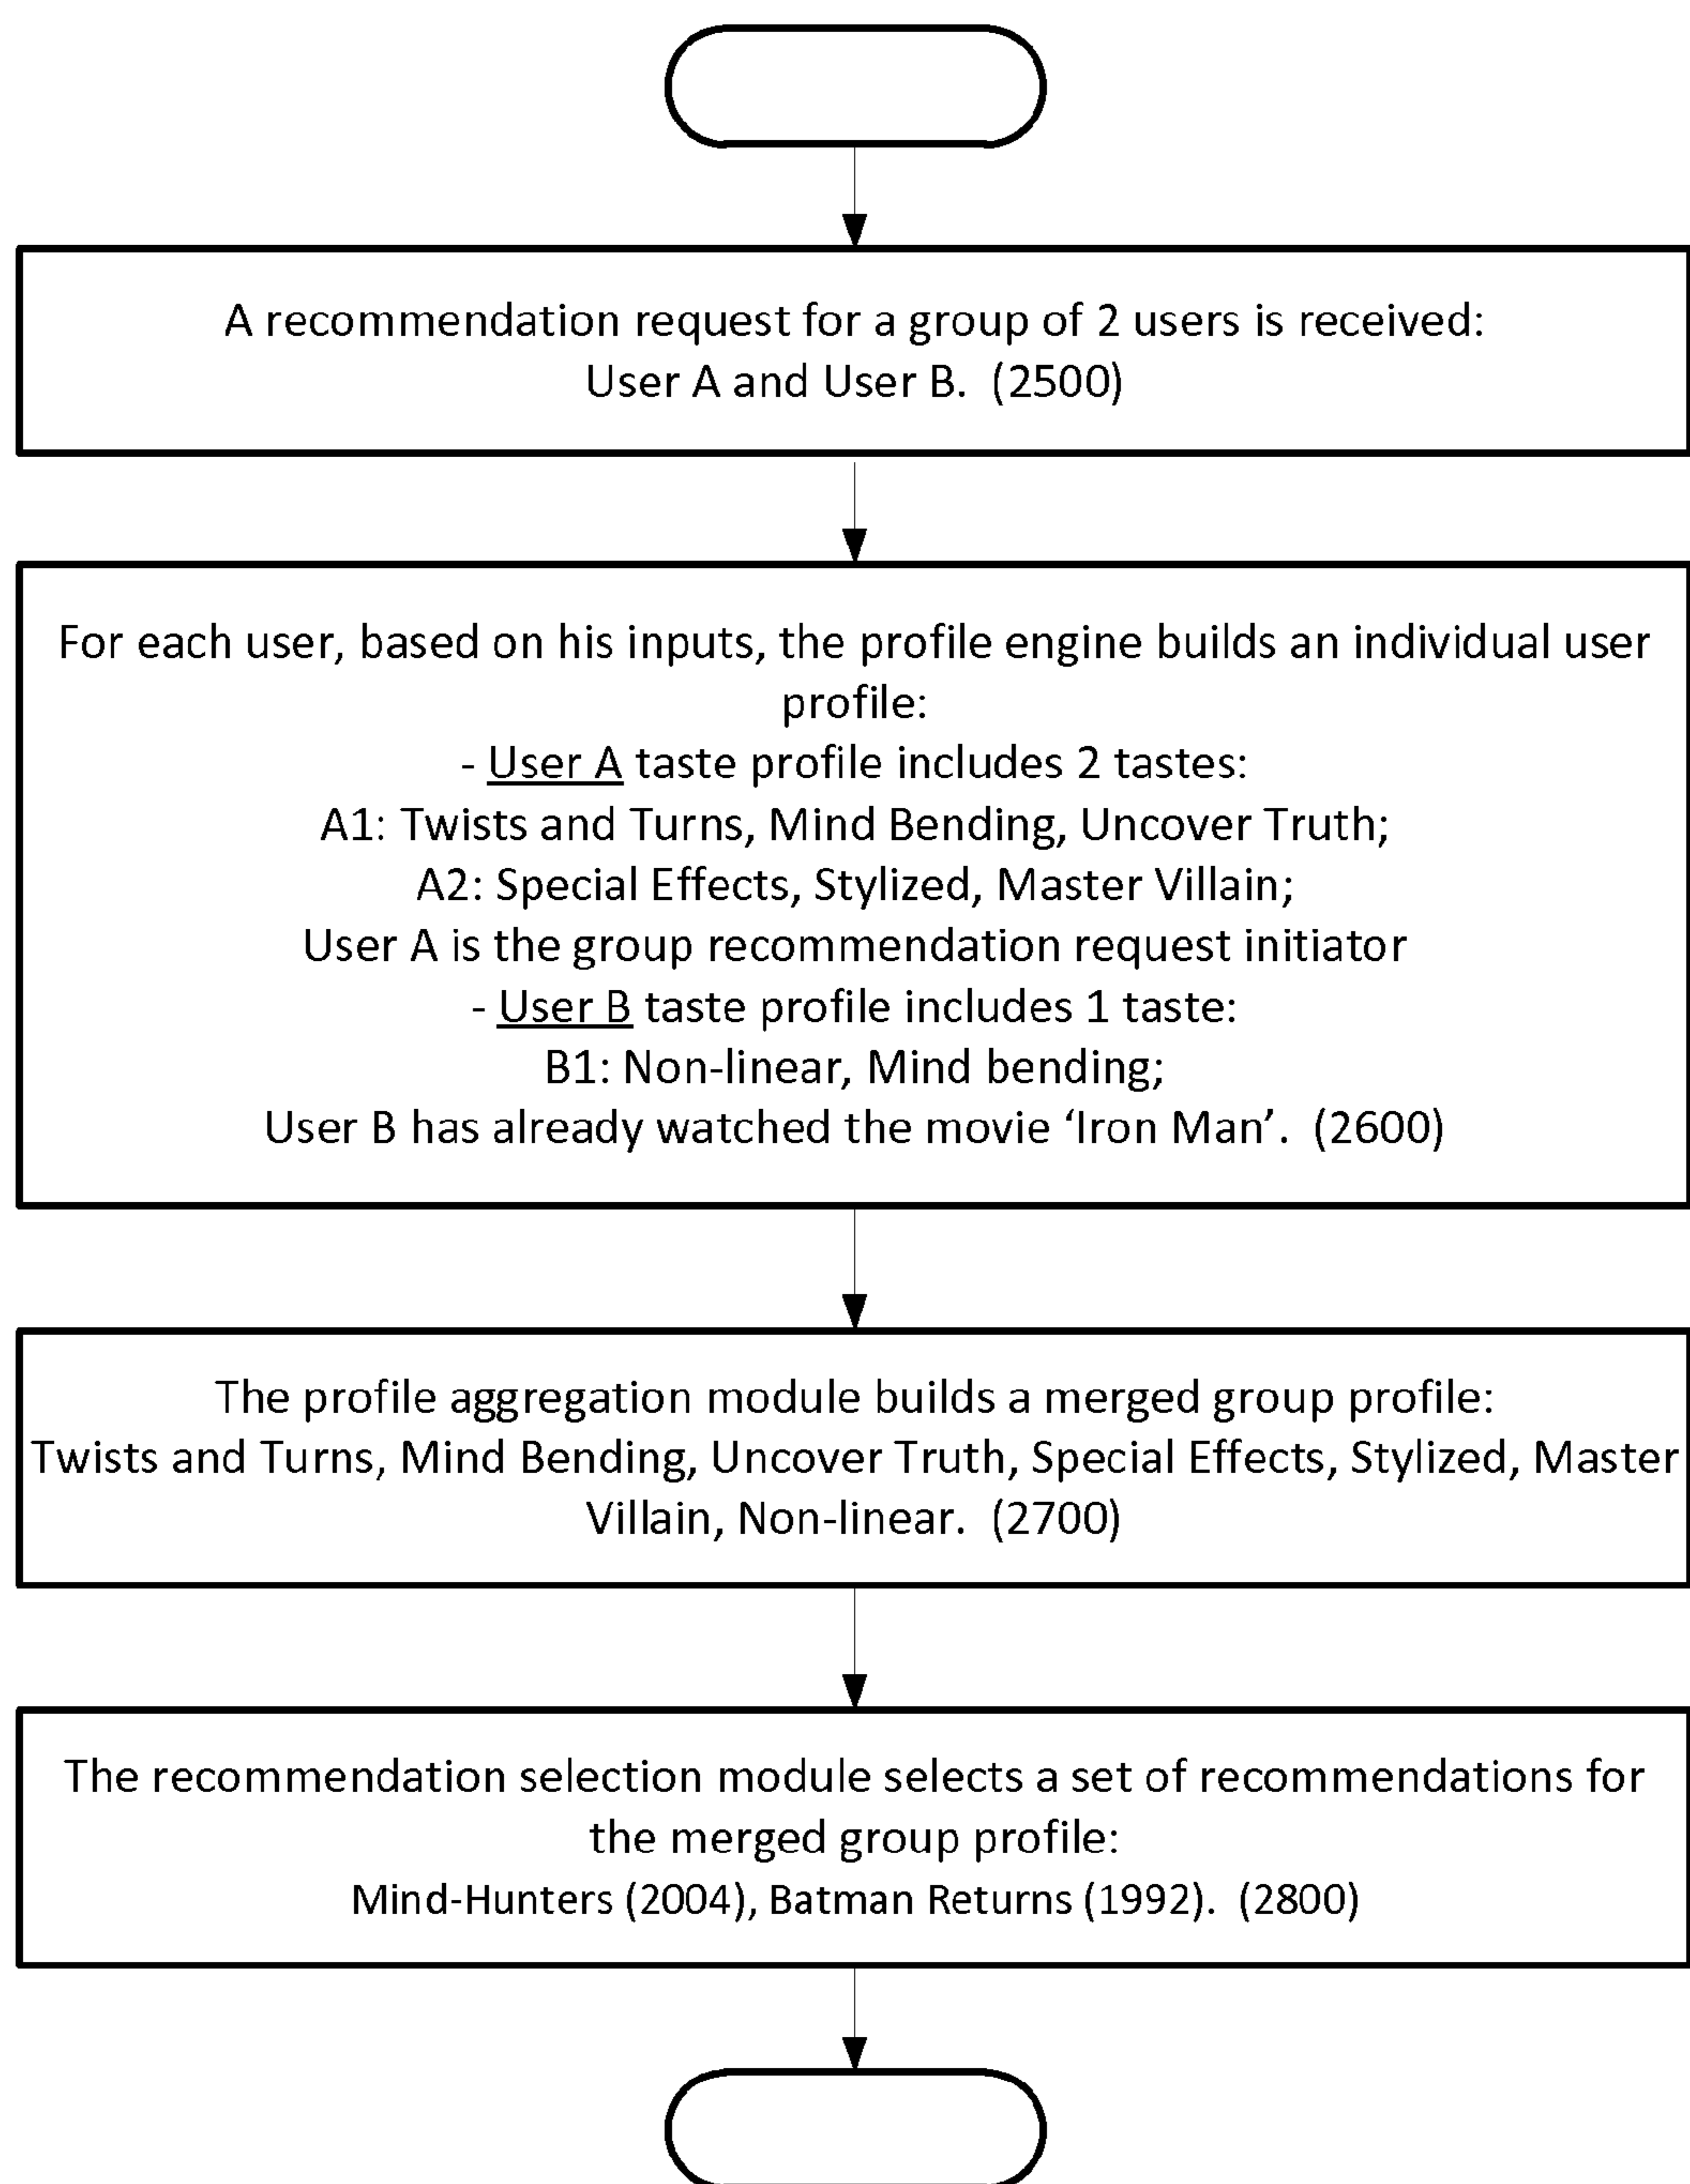 A recommendation request for a group of 2 users is received:
User A and User B.  (2500)
For each user, based on his inputs, the profile engine builds an individual user
profile:
- User A taste profile includes 2 tastes:
A1: Twists and Turns, Mind Bending, Uncover Truth;
A2: Special Effects, Stylized, Master Villain;
User A is the group recommendation request initiator
- User B taste profile includes 1 taste:
B1: Non-linear, Mind bending;
User B has already watched the movie ‘Iron Man’.  (2600)
The profile aggregation module builds a merged group profile:
Twists and Turns, Mind Bending, Uncover Truth, Special Effects, Stylized, Master
Villain, Non-linear.  (2700)
The recommendation selection module selects a set of recommendations for
the merged group profile:
Mind-Hunters (2004), Batman Returns (1992).  (2800)